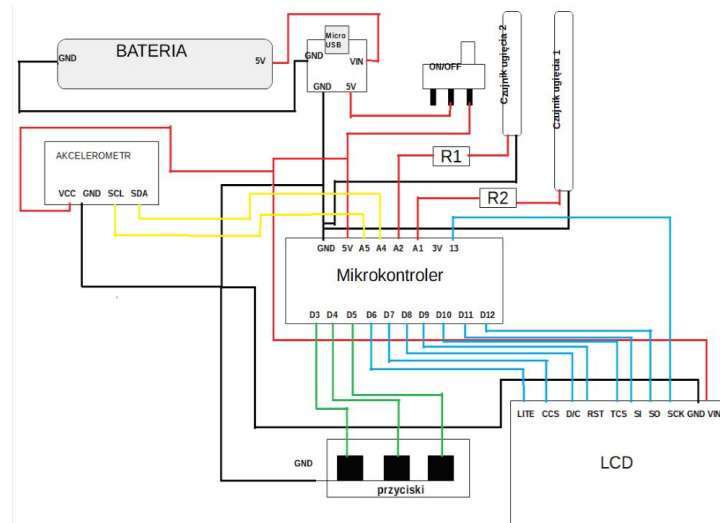 BATERIA
GND
5V
Micro
USB
GND
VIN
GND
5V
ON/OFF
Czujnik ugięcia 2
Czujnik ugięcia 1
AKCELEROMETR
VCC GND SCL SDA
R1
R2
GND 5V A5 A4 A2 A1 3V 13
Mikrokontroler
D3 D4 D5 D6 D7 D8 D9 D10 D11 D12
LITE CCS D/C RST TCS SI SO SCK GND VIN
LCD
GND
przyciski